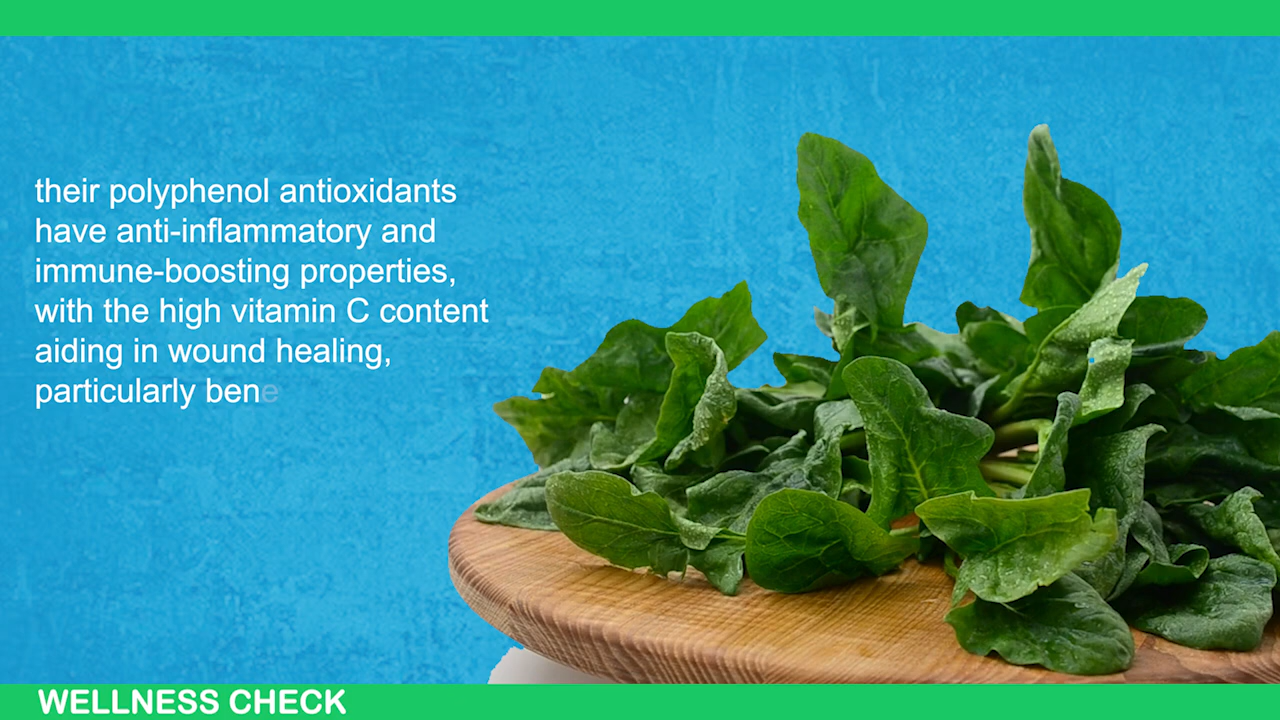 their polyphenol antioxidants
have anti-inflammatory and
immune-boosting properties,
with the high vitamin C content
aiding in wound healing,
particularly bene
WELLNESS CHECK